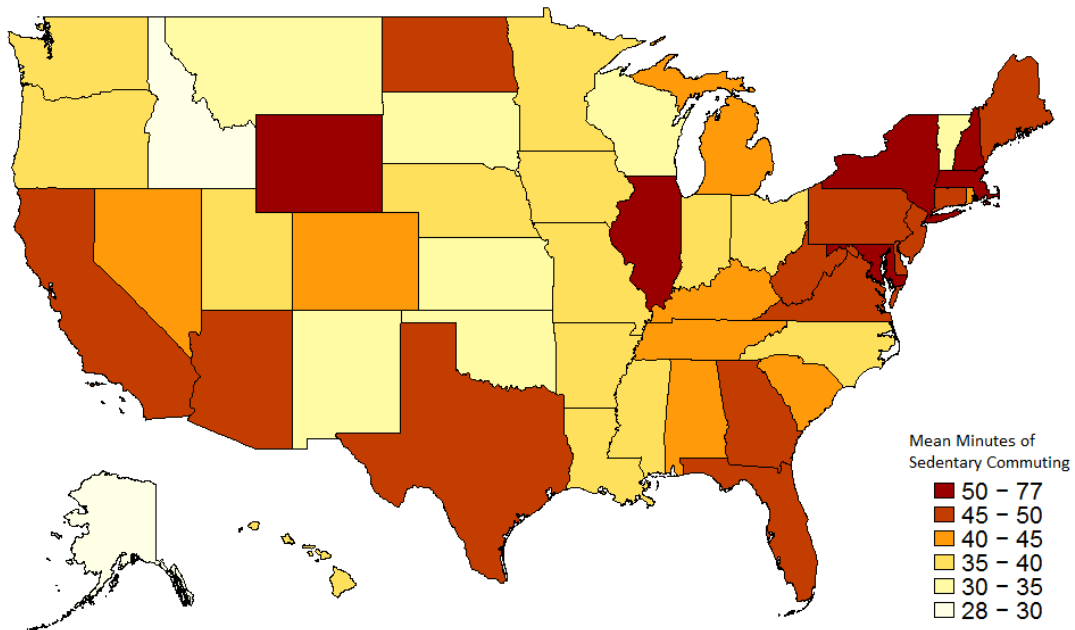 Mean Minutes of
Sedentary Commuting
50 – 77
45 – 50
40 – 45
35 – 40
30 – 35
28 – 30